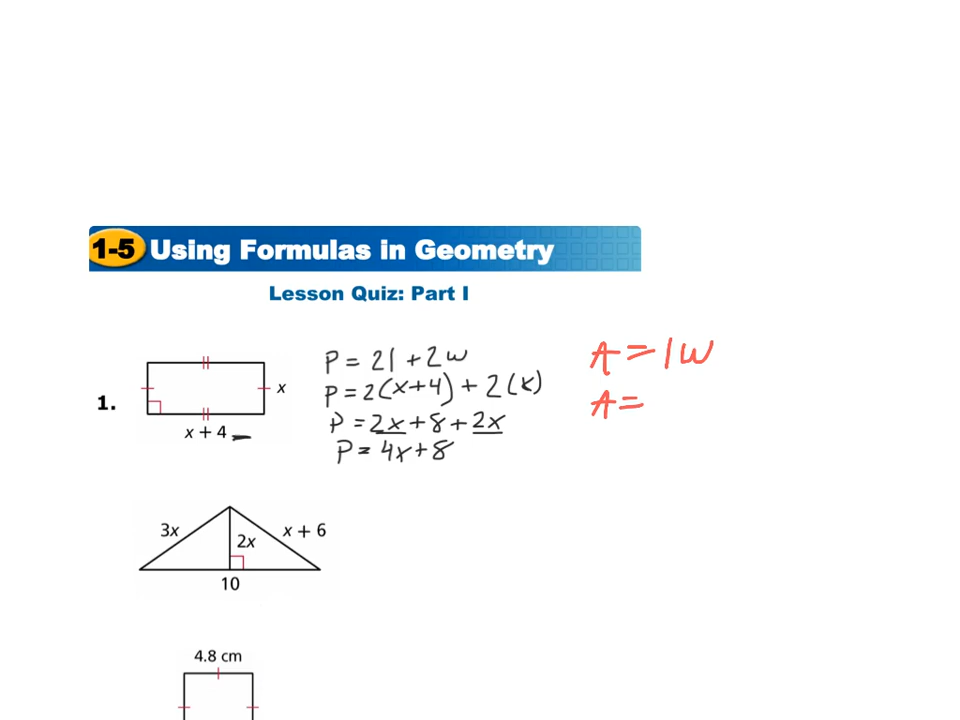 1-5 Using Formulas in Geometry
Lesson Quiz: Part I
1.
x
x + 4
P = 2l + 2w
P = 2(x+4) + 2(x)
P = 2x + 8 + 2x
P = 4x + 8
A = lw
A =
3x
2x
x + 6
10
4.8 cm